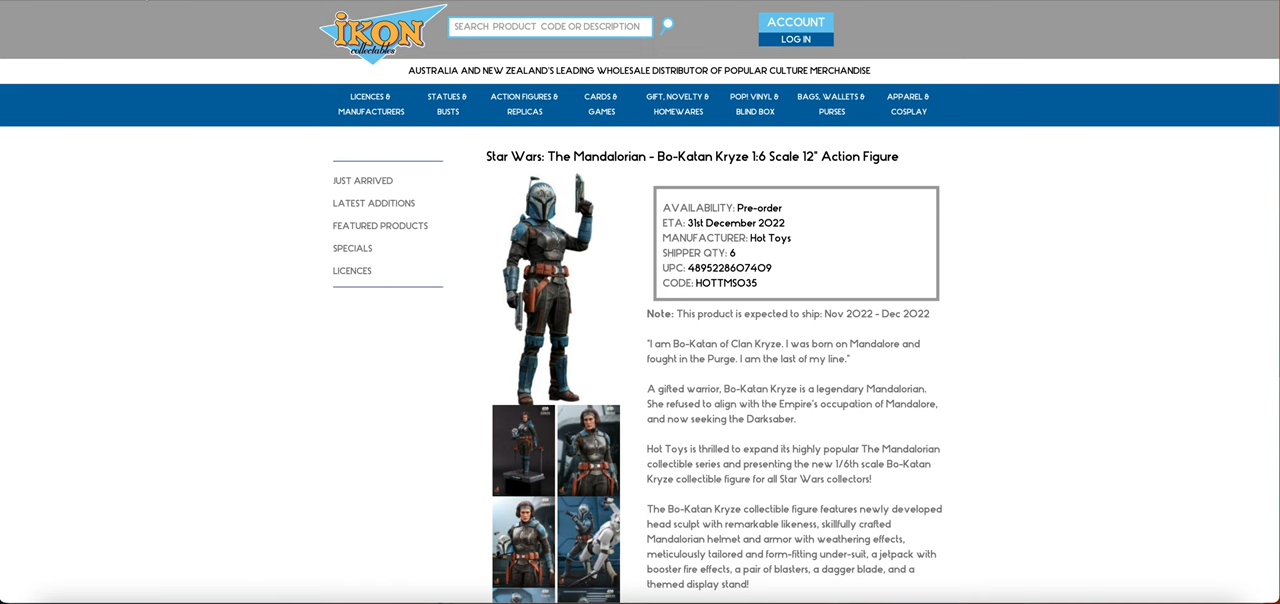 iKON
collectables
SEARCH PRODUCT CODE OR DESCRIPTION
ACCOUNT
LOG IN
AUSTRALIA AND NEW ZEALAND'S LEADING WHOLESALE DISTRIBUTOR OF POPULAR CULTURE MERCHANDISE
LICENCES &
MANUFACTURERS
STATUES &
BUSTS
ACTION FIGURES &
REPLICAS
CARDS &
GAMES
GIFT, NOVELTY &
HOMEWARES
POP! VINYL &
BLIND BOX
BAGS, WALLETS &
PURSES
APPAREL &
COSPLAY
JUST ARRIVED
LATEST ADDITIONS
FEATURED PRODUCTS
SPECIALS
LICENCES
Star Wars: The Mandalorian - Bo-Katan Kryze 1:6 Scale 12" Action Figure
AVAILABILITY: Pre-order
ETA: 31st December 2022
MANUFACTURER: Hot Toys
SHIPPER QTY: 6
UPC: 4895228607409
CODE: HOTTMS035
Note: This product is expected to ship: Nov 2022 - Dec 2022
"I am Bo-Katan of Clan Kryze. I was born on Mandalore and
fought in the Purge. I am the last of my line."
A gifted warrior, Bo-Katan Kryze is a legendary Mandalorian.
She refused to align with the Empire's occupation of Mandalore,
and now seeking the Darksaber.
Hot Toys is thrilled to expand its highly popular The Mandalorian
collectible series and presenting the new 1/6th scale Bo-Katan
Kryze collectible figure for all Star Wars collectors!
The Bo-Katan Kryze collectible figure features newly developed
head sculpt with remarkable likeness, skillfully crafted
Mandalorian helmet and armor with weathering effects,
meticulously tailored and form-fitting under-suit, a jetpack with
booster fire effects, a pair of blasters, a dagger blade, and a
themed display stand!